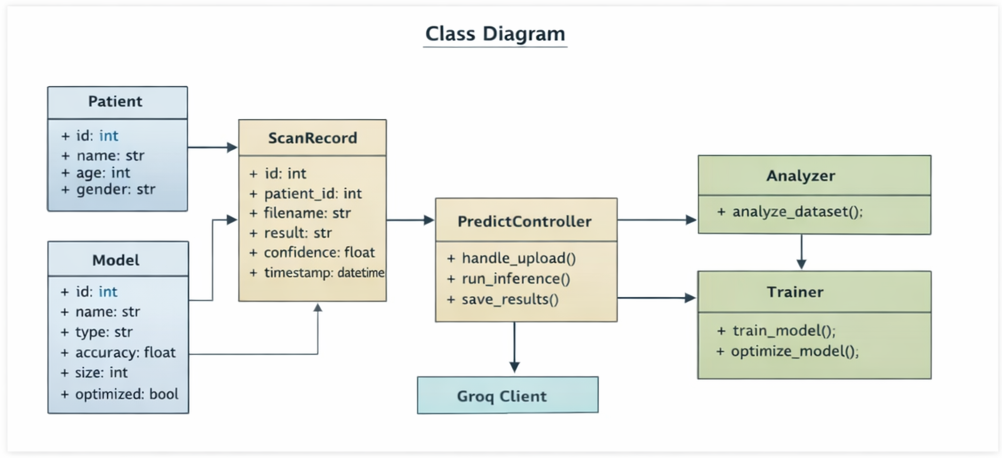 Class Diagram
Patient
+ id: int
+ name: str
+ age: int
+ gender: str
Model
+ id: int
+ name: str
+ type: str
+ accuracy: float
+ size: int
+ optimized: bool
ScanRecord
+ id: int
+ patient_id: int
+ filename: str
+ result: str
+ confidence: float
+ timestamp: datetime
PredictController
+ handle_upload()
+ run_inference()
+ save_results()
Groq Client
Analyzer
+ analyze_dataset();
Trainer
+ train_model();
+ optimize_model();